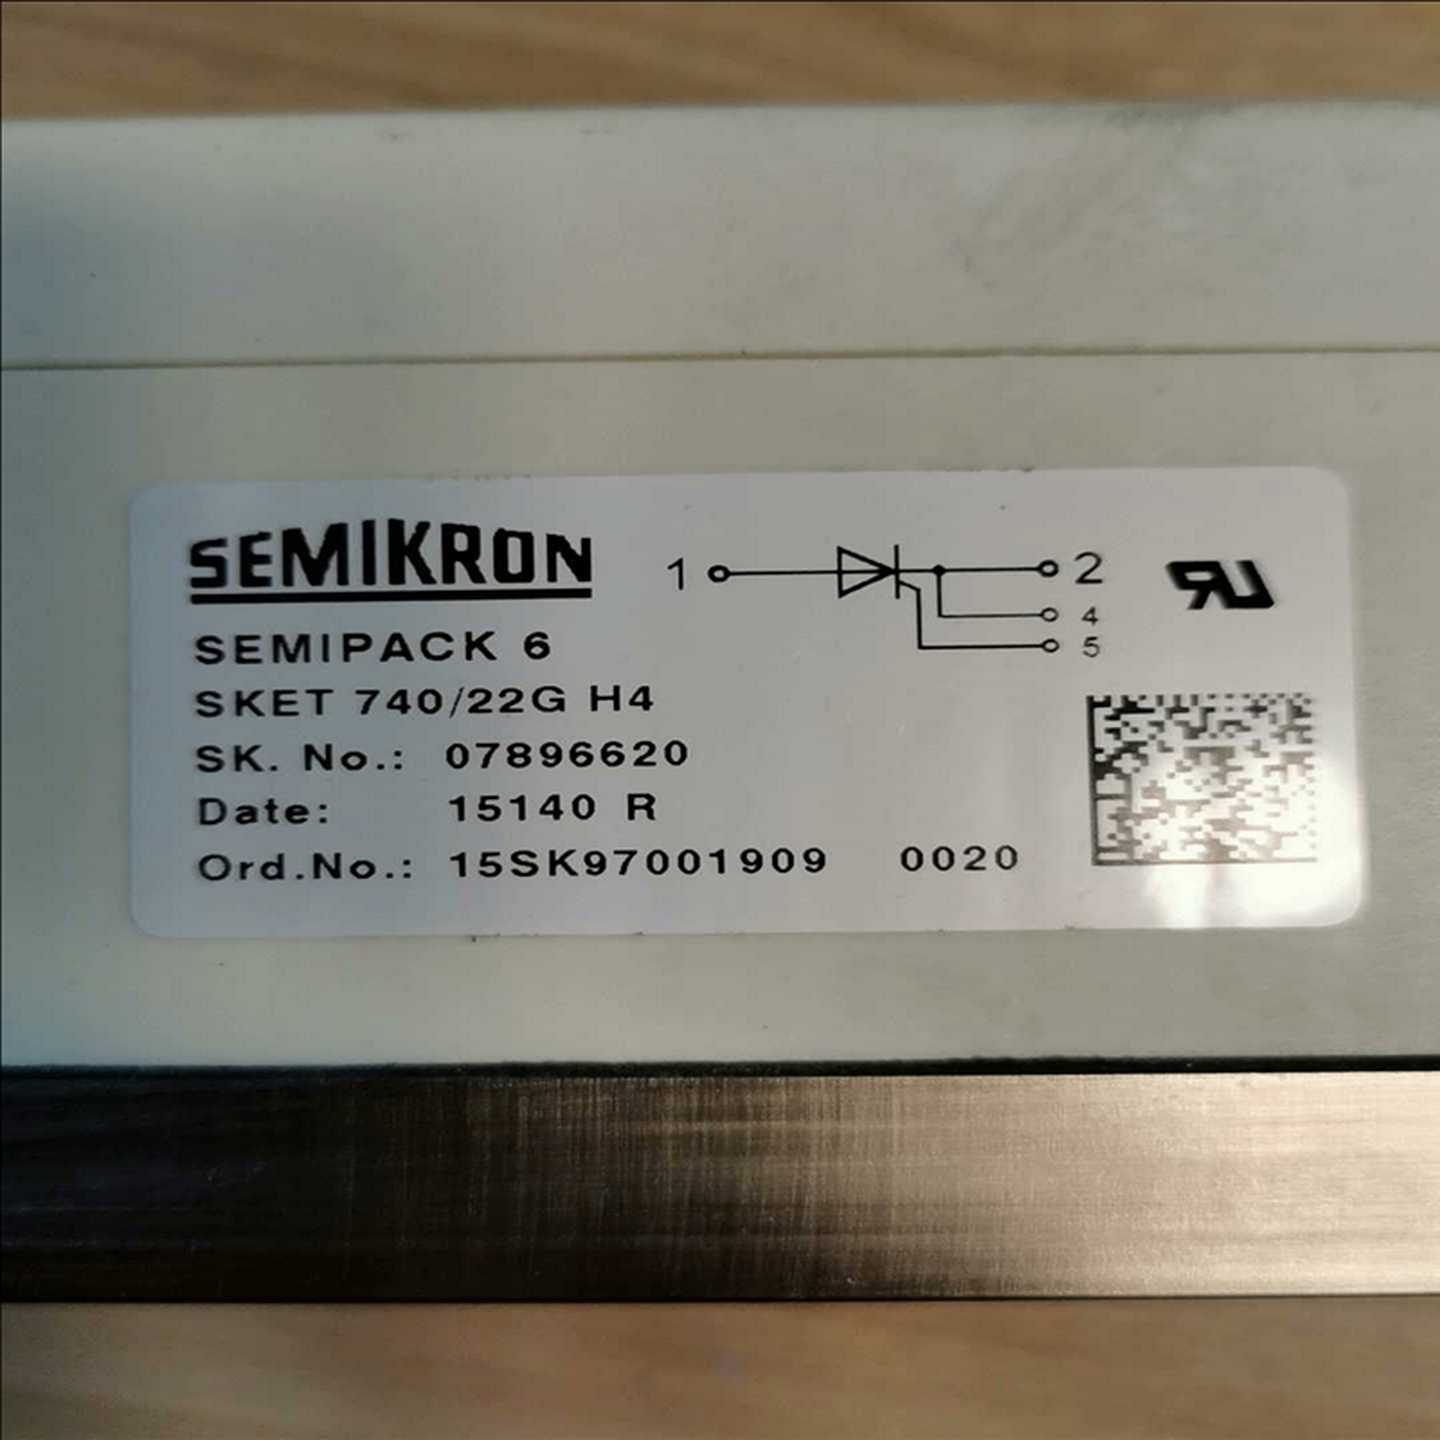 SEMIKRON
1 2
4
5
SEMIPACK 6
SKET 740/22G H4
SK. No.: 07896620
Date: 15140 R
Ord.No.: 15SK97001909 0020